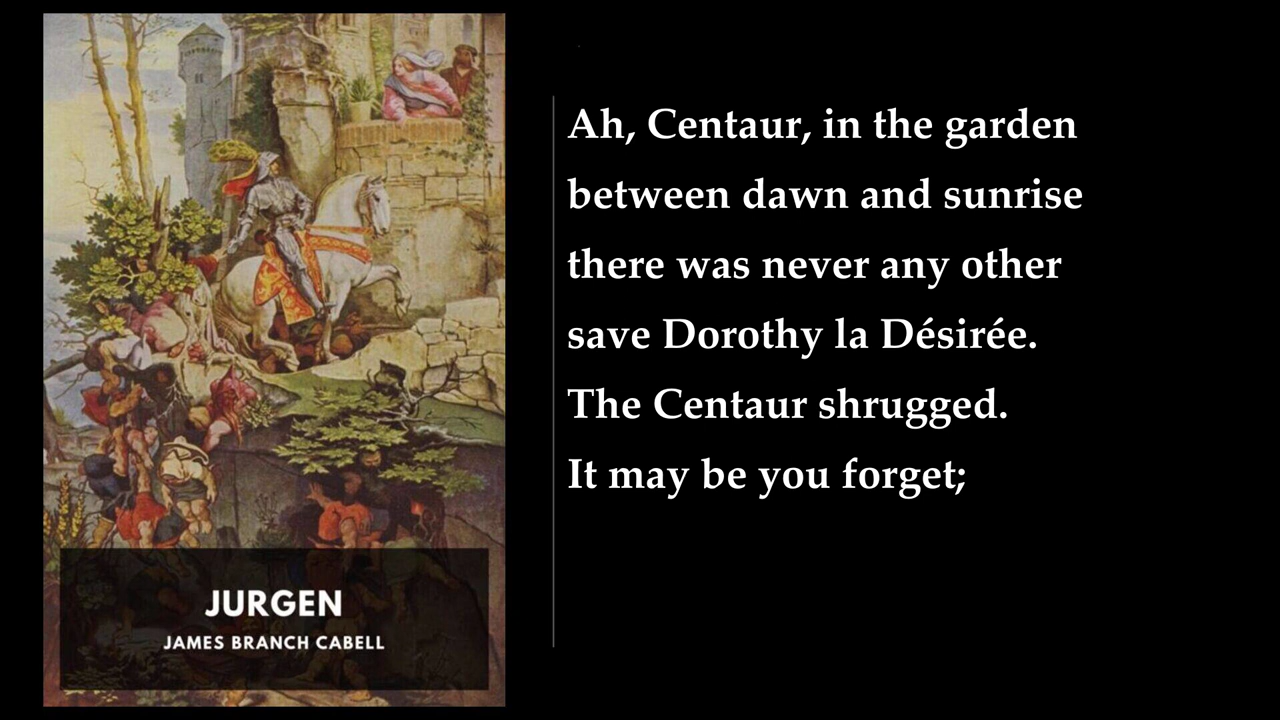 JURGEN
JAMES BRANCH CABELL
Ah, Centaur, in the garden
between dawn and sunrise
there was never any other
save Dorothy la Désirée.
The Centaur shrugged.
It may be you forget;